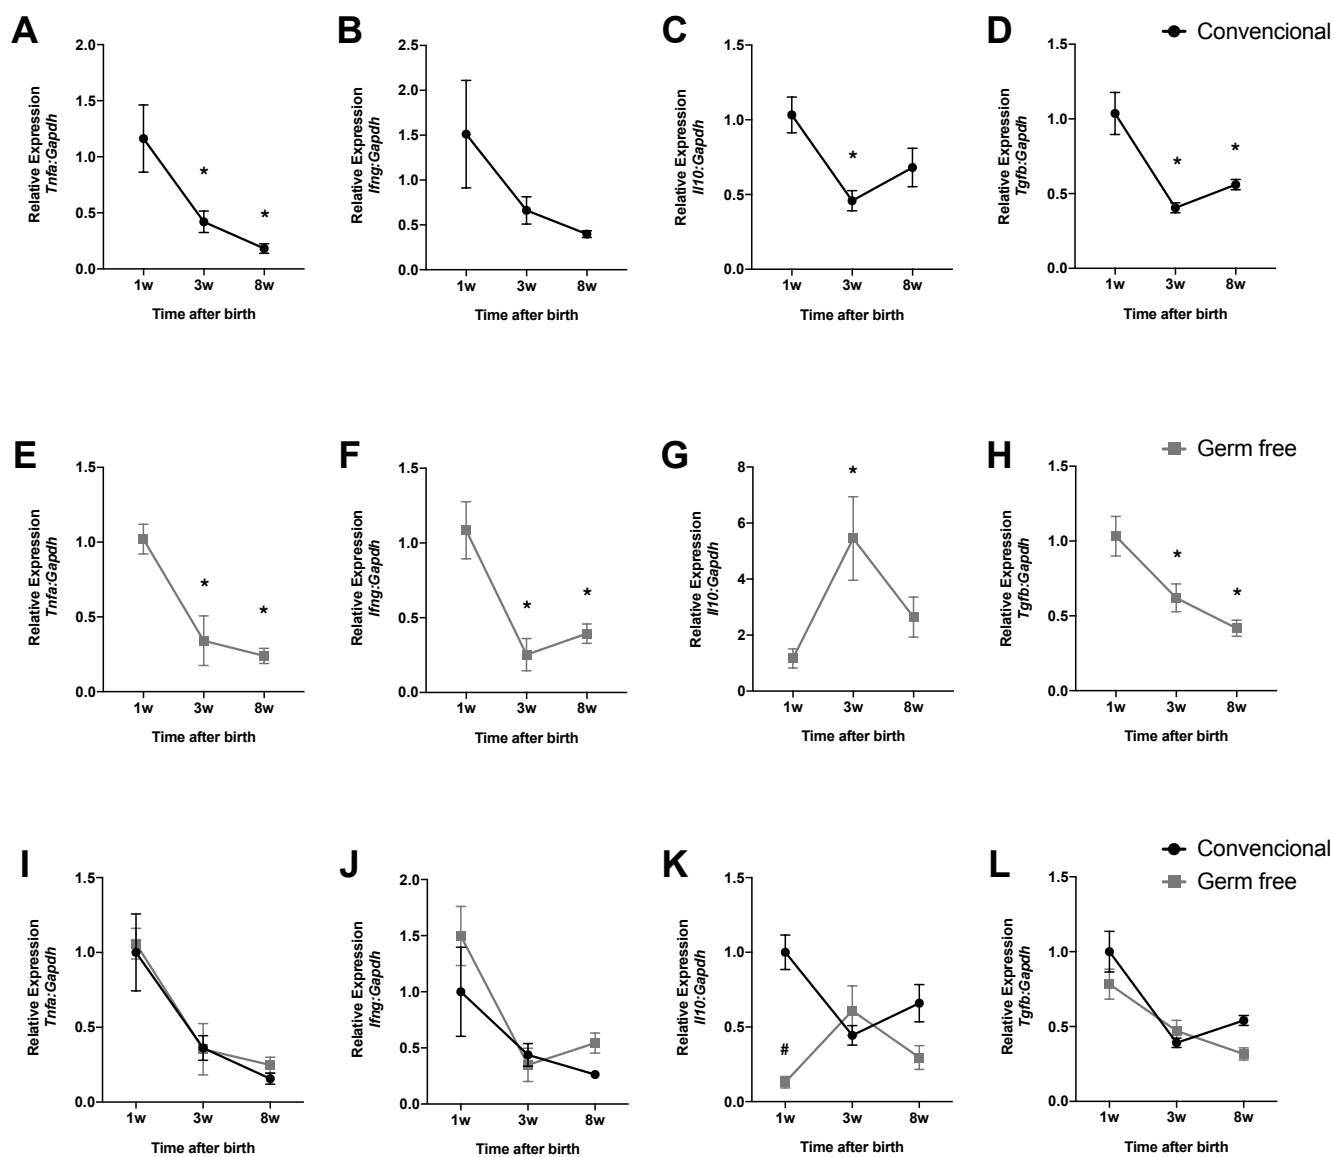 A
Relative Expression
Tnfa:Gapdh
2.0
1.5
1.0
0.5
0.0
*
*
1w 3w 8w
Time after birth
B
Relative Expression
Ifng:Gapdh
2.5
2.0
1.5
1.0
0.5
0.0
1w 3w 8w
Time after birth
C
Relative Expression
Il10:Gapdh
1.5
1.0
0.5
0.0
*
1w 3w 8w
Time after birth
D
Convencional
Relative Expression
Tgfb:Gapdh
1.5
1.0
0.5
0.0
*
*
1w 3w 8w
Time after birth
E
Relative Expression
Tnfa:Gapdh
1.5
1.0
0.5
0.0
*
*
1w 3w 8w
Time after birth
F
Relative Expression
Ifng:Gapdh
1.5
1.0
0.5
0.0
*
*
1w 3w 8w
Time after birth
G
Relative Expression
Il10:Gapdh
8
6
4
2
0
*
1w 3w 8w
Time after birth
H
Germ free
Relative Expression
Tgfb:Gapdh
1.5
1.0
0.5
0.0
*
*
1w 3w 8w
Time after birth
I
Relative Expression
Tnfa:Gapdh
1.5
1.0
0.5
0.0
1w 3w 8w
Time after birth
J
Relative Expression
Ifng:Gapdh
2.0
1.5
1.0
0.5
0.0
1w 3w 8w
Time after birth
K
Relative Expression
Il10:Gapdh
1.5
1.0
0.5
0.0
#
1w 3w 8w
Time after birth
L
Convencional
Germ free
Relative Expression
Tgfb:Gapdh
1.5
1.0
0.5
0.0
1w 3w 8w
Time after birth